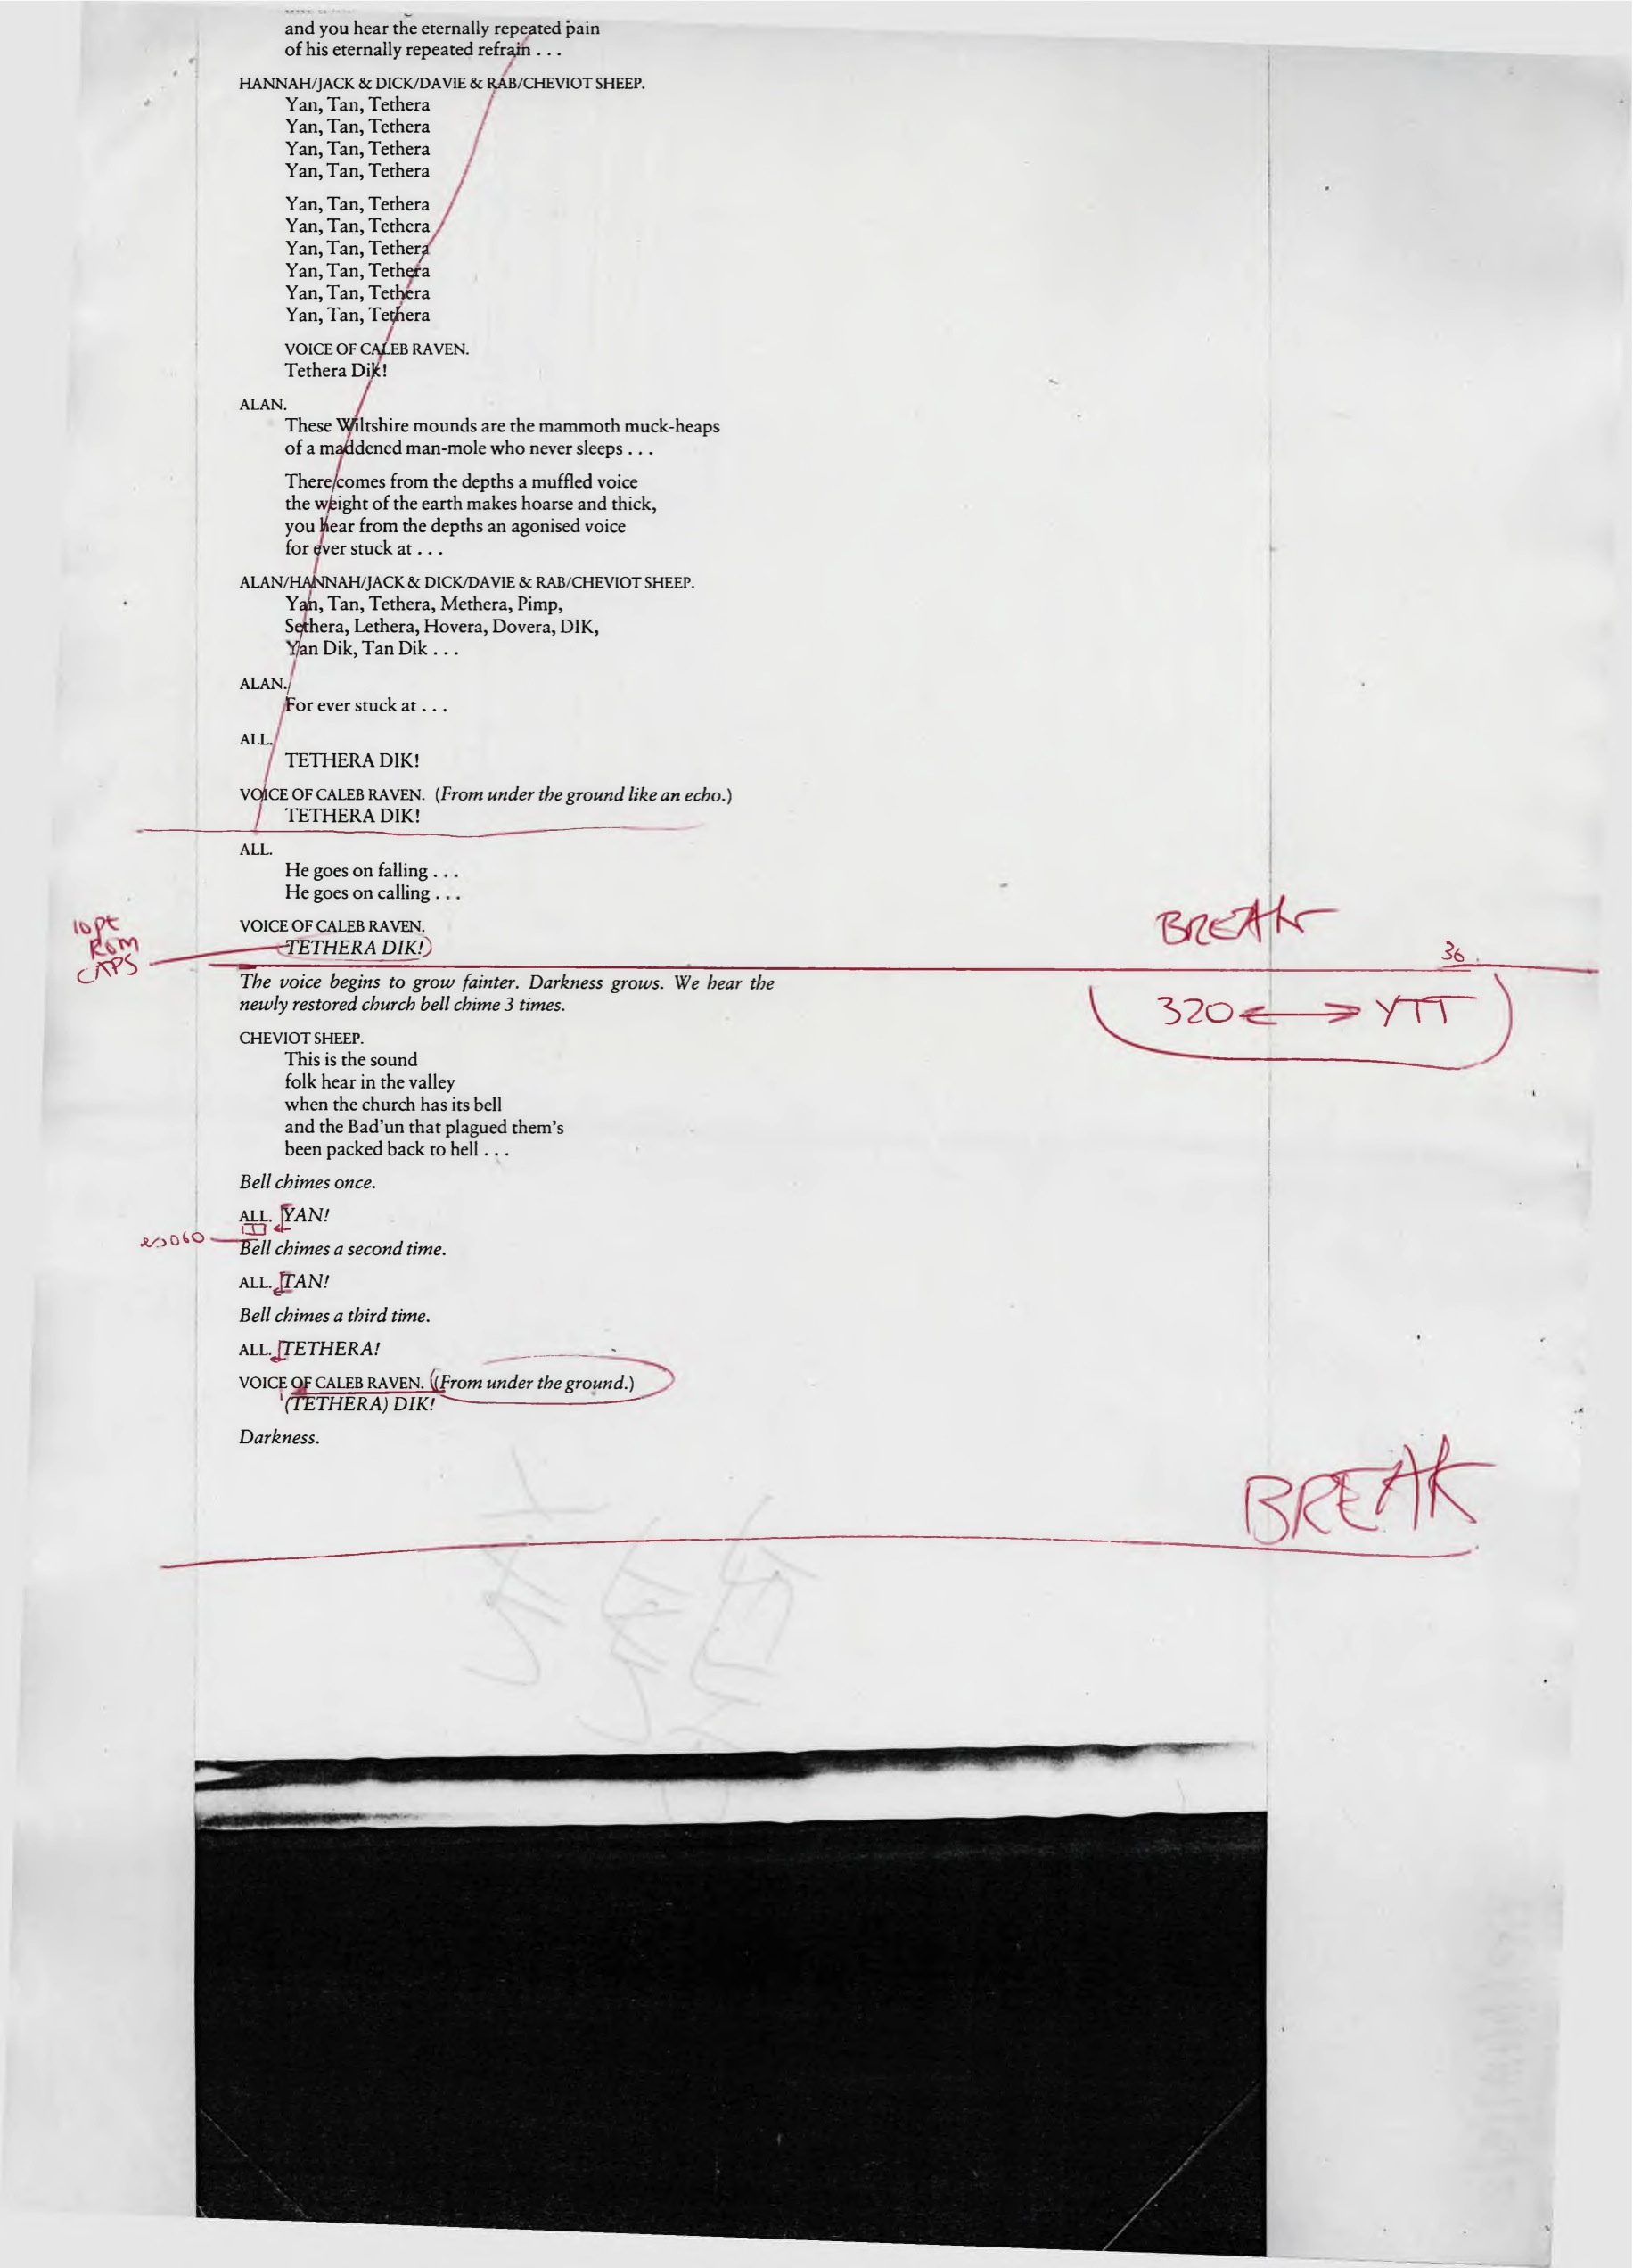 and you hear the eternally repeated pain
of his eternally repeated refrain . . .
HANNAH/JACK & DICK/DAVIE & RAB/CHEVIOT SHEEP.
Yan, Tan, Tethera
Yan, Tan, Tethera
Yan, Tan, Tethera
Yan, Tan, Tethera
Yan, Tan, Tethera
Yan, Tan, Tethera
Yan, Tan, Tethera
Yan, Tan, Tethera
Yan, Tan, Tethera
Yan, Tan, Tethera
VOICE OF CALEB RAVEN.
Tethera Dik!
ALAN.
These Wiltshire mounds are the mammoth muck-heaps
of a maddened man-mole who never sleeps . . .
There comes from the depths a muffled voice
the weight of the earth makes hoarse and thick,
you hear from the depths an agonised voice
for ever stuck at . . .
ALAN/HANNAH/JACK & DICK/DAVIE & RAB/CHEVIOT SHEEP.
Yan, Tan, Tethera, Methera, Pimp,
Sethera, Lethera, Hovera, Dovera, DIK,
Yan Dik, Tan Dik . . .
ALAN.
For ever stuck at . . .
ALL.
TETHERA DIK!
VOICE OF CALEB RAVEN. (From under the ground like an echo.)
TETHERA DIK!
ALL.
He goes on falling . . .
He goes on calling . . .
BREAK
VOICE OF CALEB RAVEN.
10pt
ROM
CAPS
TETHERA DIK!
36
The voice begins to grow fainter. Darkness grows. We hear the
newly restored church bell chime 3 times.
320 ⟷ YTT
CHEVIOT SHEEP.
This is the sound
folk hear in the valley
when the church has its bell
and the Bad'un that plagued them's
been packed back to hell . . .
Bell chimes once.
ALL. YAN!
Bell chimes a second time.
ALL. TAN!
Bell chimes a third time.
ALL. TETHERA!
VOICE OF CALEB RAVEN. (From under the ground.)
(TETHERA) DIK!
Darkness.
BREAK